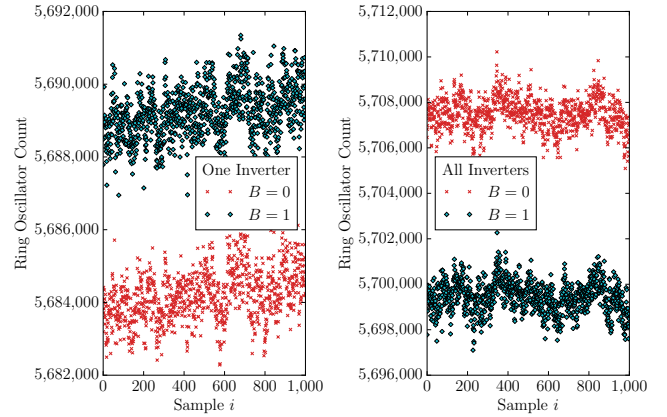 5,692,000
5,690,000
5,688,000
5,686,000
5,684,000
5,682,000
Ring Oscillator Count
One Inverter
B = 0
B = 1
0 200 400 600 800 1,000
Sample i
5,712,000
5,710,000
5,708,000
5,706,000
5,704,000
5,702,000
5,700,000
5,698,000
5,696,000
Ring Oscillator Count
All Inverters
B = 0
B = 1
0 200 400 600 800 1,000
Sample i